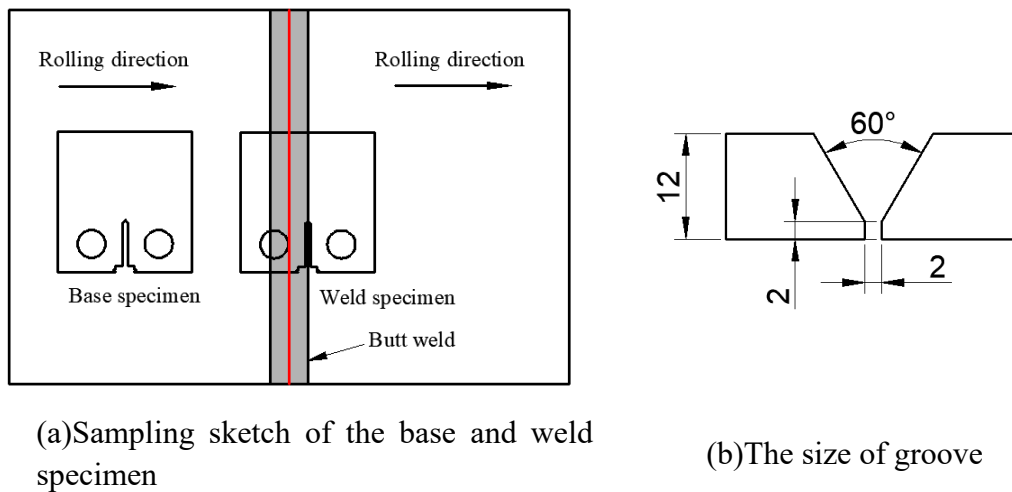 Rolling direction
Rolling direction
Base specimen
Weld specimen
Butt weld
60°
12
2
2
(a)Sampling sketch of the base and weld
specimen
(b)The size of groove